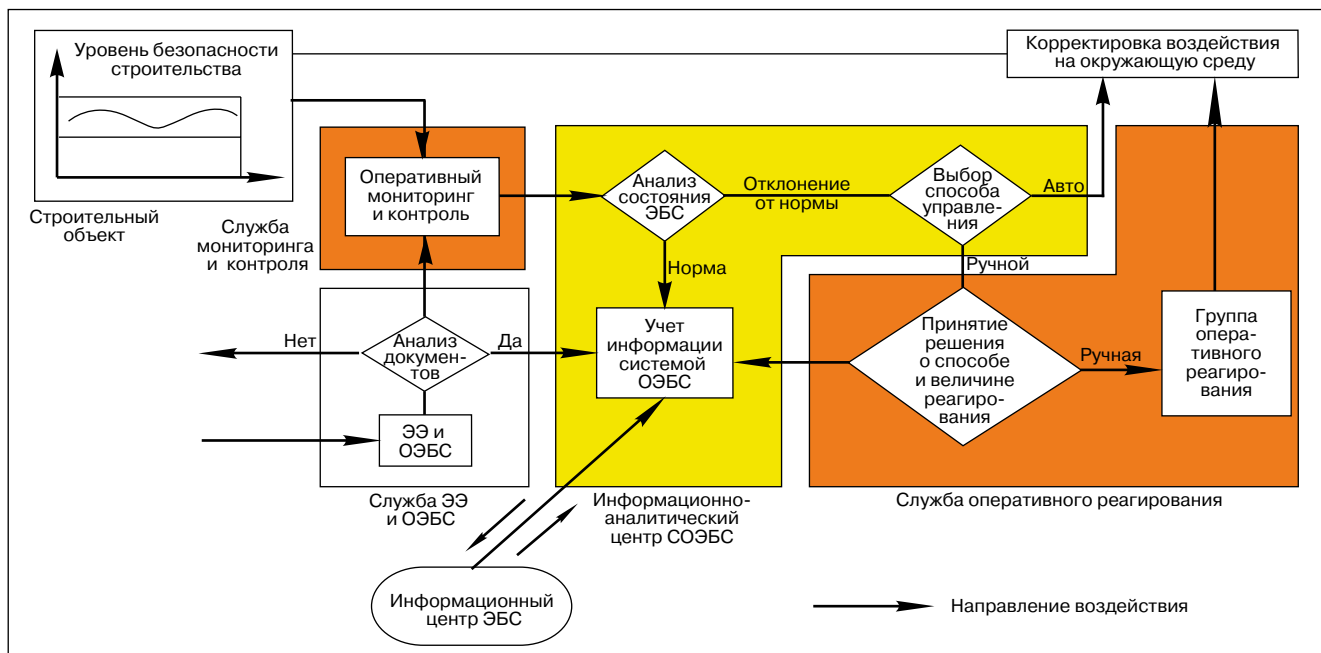 Уровень безопасности
строительства
Корректировка воздействия
на окружающую среду
Строительный
объект
Служба
мониторинга
и контроля
Оперативный
мониторинг
и контроль
Анализ
состояния
ЭБС
Отклонение
от нормы
Выбор
способа
управле-
ния
Авто
Норма
Ручной
Нет
Анализ
докумен-
тов
Да
Учет
информации
системой
ОЭБС
Принятие
решения
о способе
и величине
реагиро-
вания
Ручная
Группа
опера-
тивного
реагиро-
вания
ЭЭ и
ОЭБС
Служба ЭЭ
и ОЭБС
Информационно-
аналитический
центр СОЭБС
Служба оперативного реагирования
Информационный
центр ЭБС
Направление воздействия